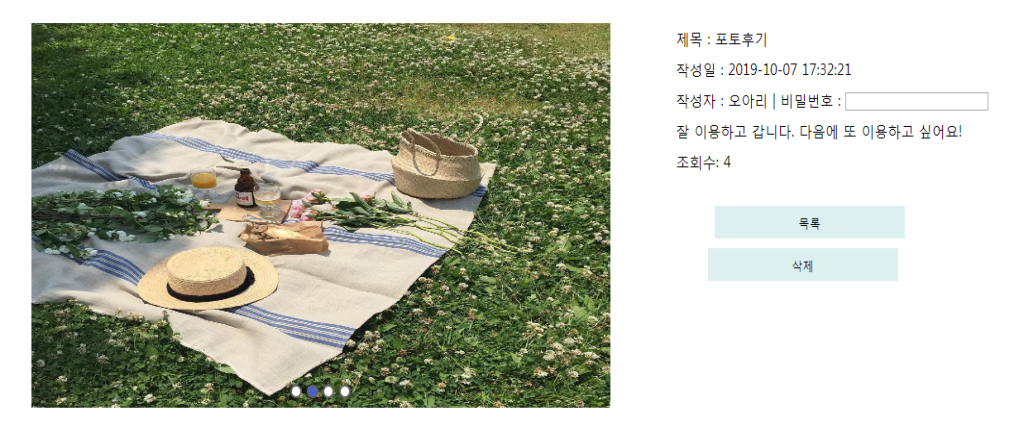 제목 : 포토후기
작성일 : 2019-10-07 17:32:21
작성자 : 오아리 | 비밀번호 :
잘 이용하고 갑니다. 다음에 또 이용하고 싶어요!
조회수: 4
목록
삭제